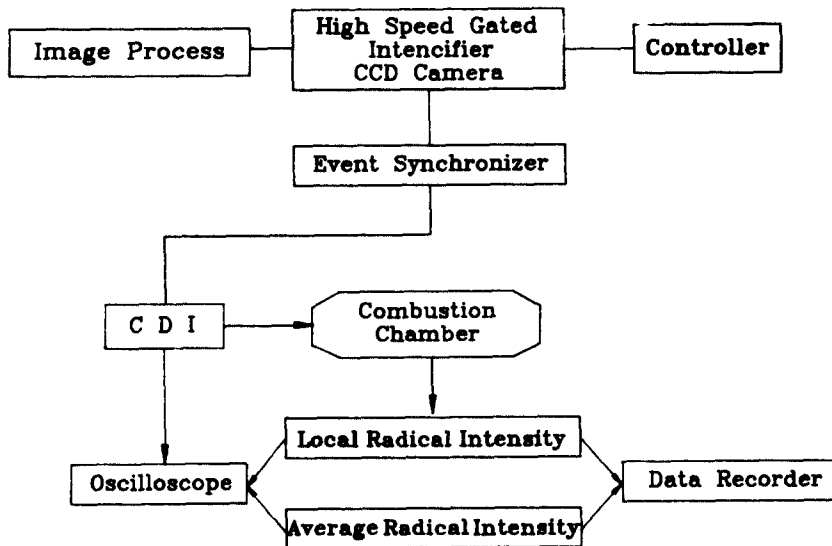 Image Process
High Speed Gated
Intencifier
CCD Camera
Controller
Event Synchronizer
C D I
Combustion
Chamber
Local Radical Intensity
Oscilloscope
Data Recorder
Average Radical Intensity